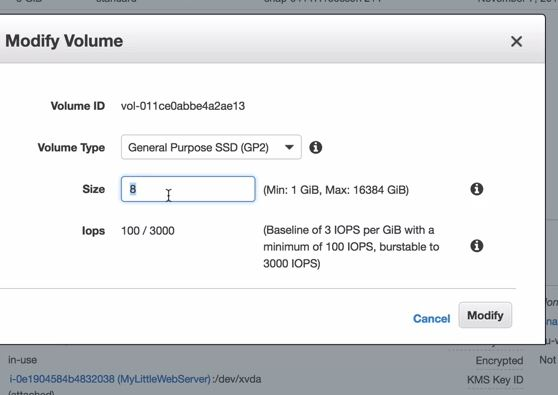 Modify Volume
Volume ID vol-011ce0abbe4a2ae13
Volume Type General Purpose SSD (GP2)
Size 8 (Min: 1 GiB, Max: 16384 GiB)
Iops 100 / 3000 (Baseline of 3 IOPS per GiB with a
minimum of 100 IOPS, burstable to
3000 IOPS)
Cancel Modify
in-use
Encrypted Not
i-0e1904584b4832038 (MyLittleWebServer):/dev/xvda
KMS Key ID
(attached)